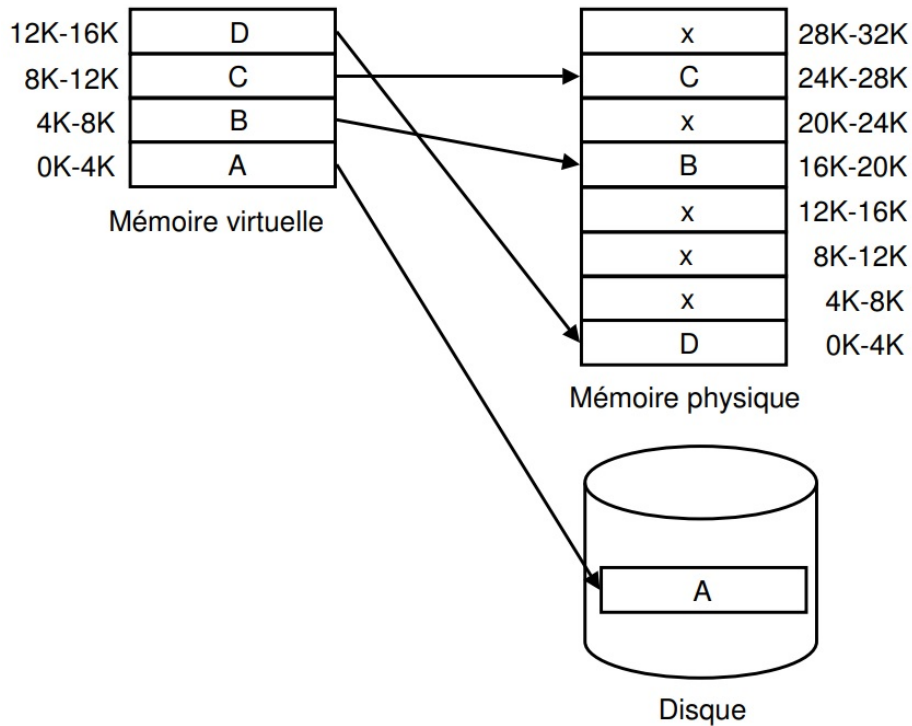 12K-16K D
8K-12K C
4K-8K B
0K-4K A
Mémoire virtuelle
x 28K-32K
C 24K-28K
x 20K-24K
B 16K-20K
x 12K-16K
x 8K-12K
x 4K-8K
D 0K-4K
Mémoire physique
A
Disque